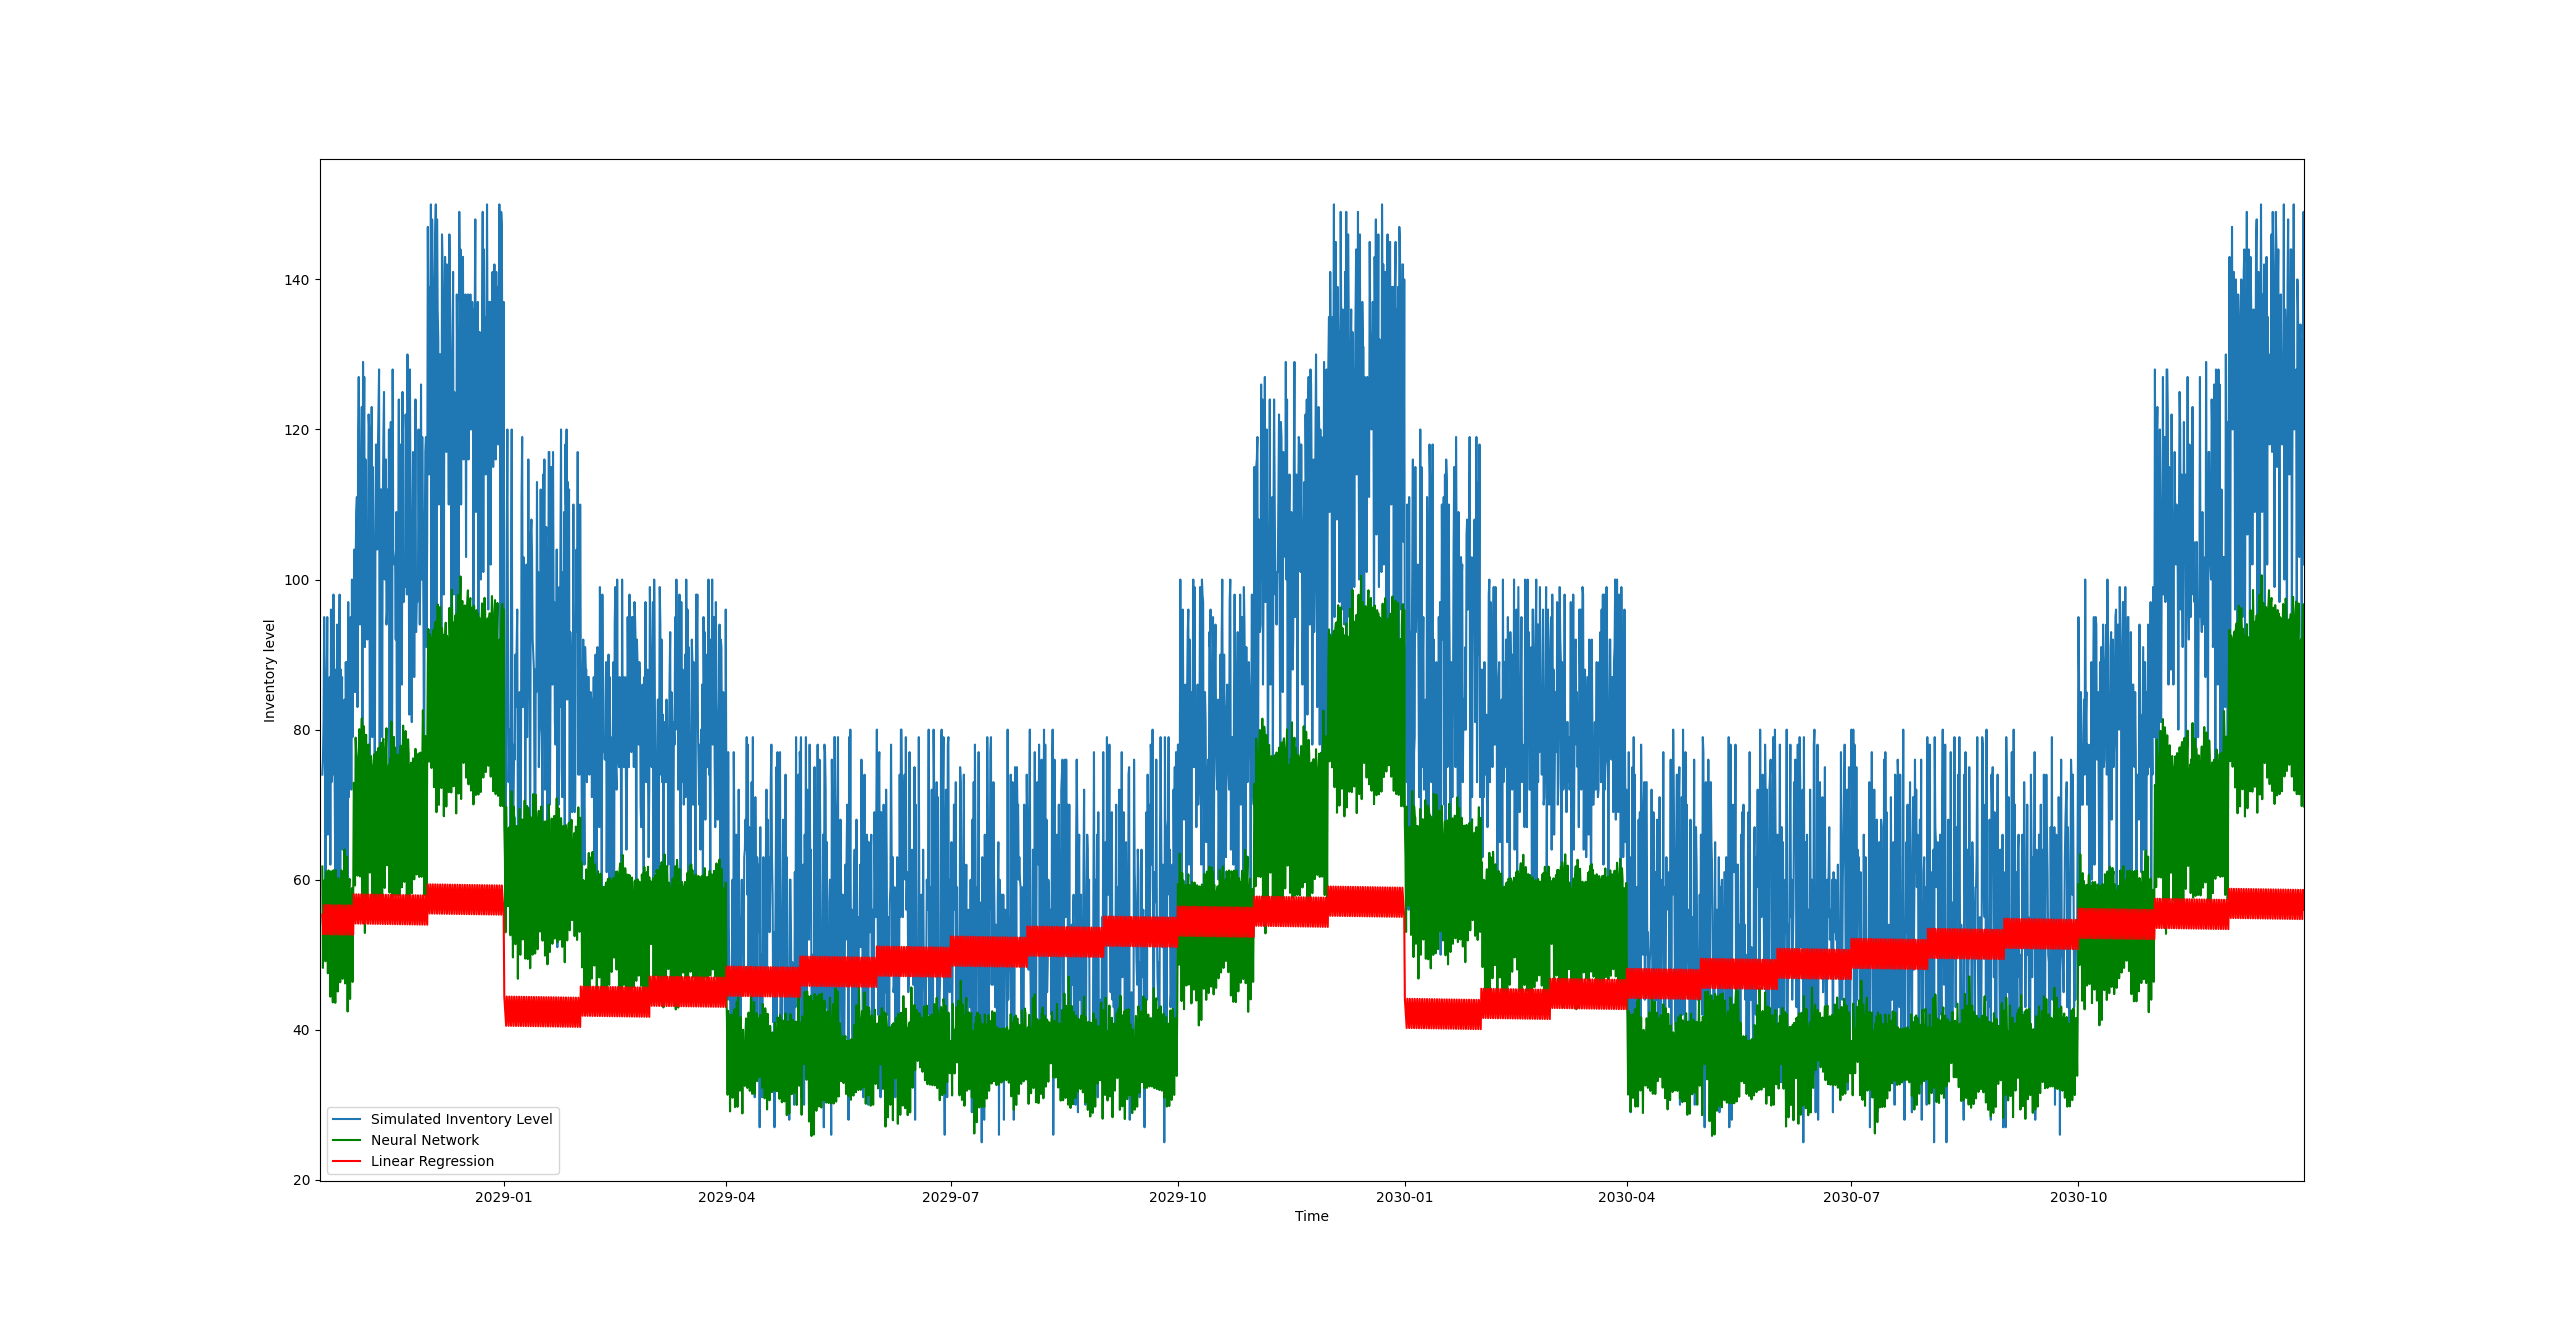 140
120
100
80
60
40
20
Inventory level
Simulated Inventory Level
Neural Network
Linear Regression
2029-01 2029-04 2029-07 2029-10 2030-01 2030-04 2030-07 2030-10
Time